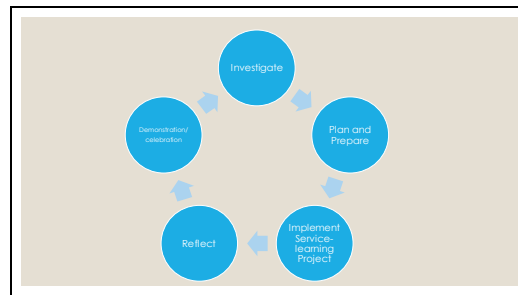 Investigate
Plan and
Prepare
Implement
Service-
learning
Project
Reflect
Demonstration/
celebration